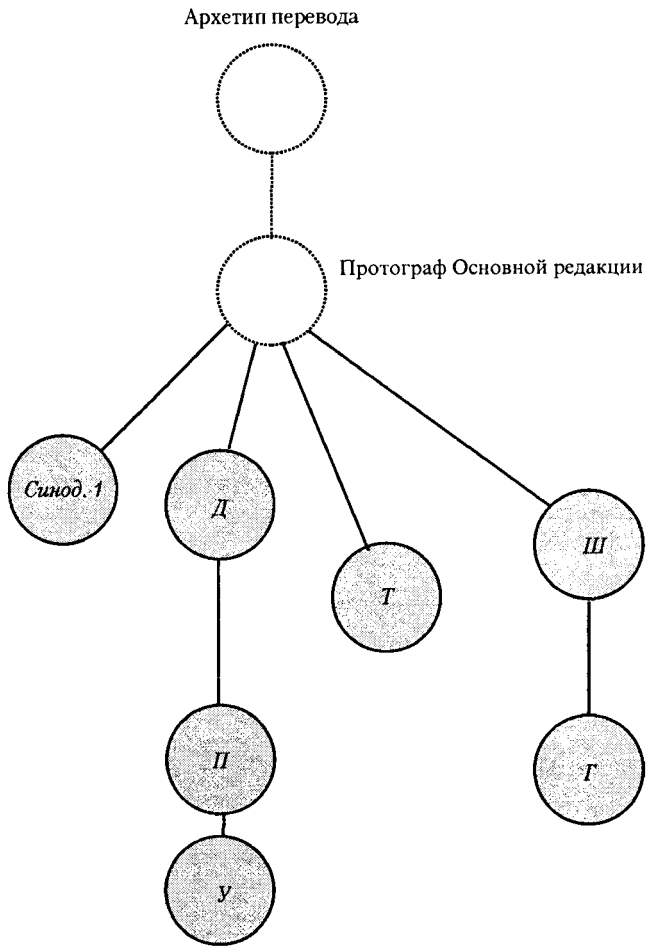 Архетип перевода
Протограф Основной редакции
Синод. 1
Д
Ш
Т
П
Г
У